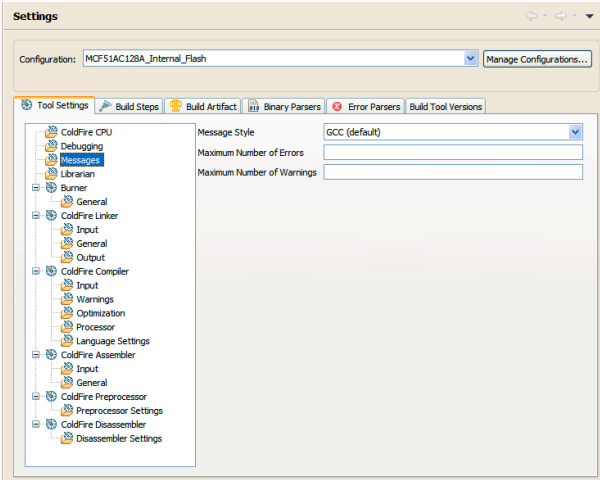 Settings
Configuration: MCF51AC128A_Internal_Flash Manage Configurations...
Tool Settings Build Steps Build Artifact Binary Parsers Error Parsers Build Tool Versions
ColdFire CPU
Debugging
Messages
Librarian
Burner
General
ColdFire Linker
Input
General
Output
ColdFire Compiler
Input
Warnings
Optimization
Processor
Language Settings
ColdFire Assembler
Input
General
ColdFire Preprocessor
Preprocessor Settings
ColdFire Disassembler
Disassembler Settings
Message Style GCC (default)
Maximum Number of Errors
Maximum Number of Warnings